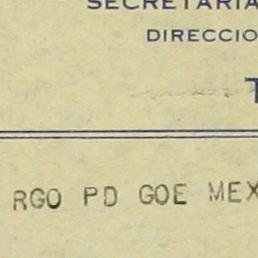 SECRETARIA
DIRECCIO
T
RGO PD GOE MEX